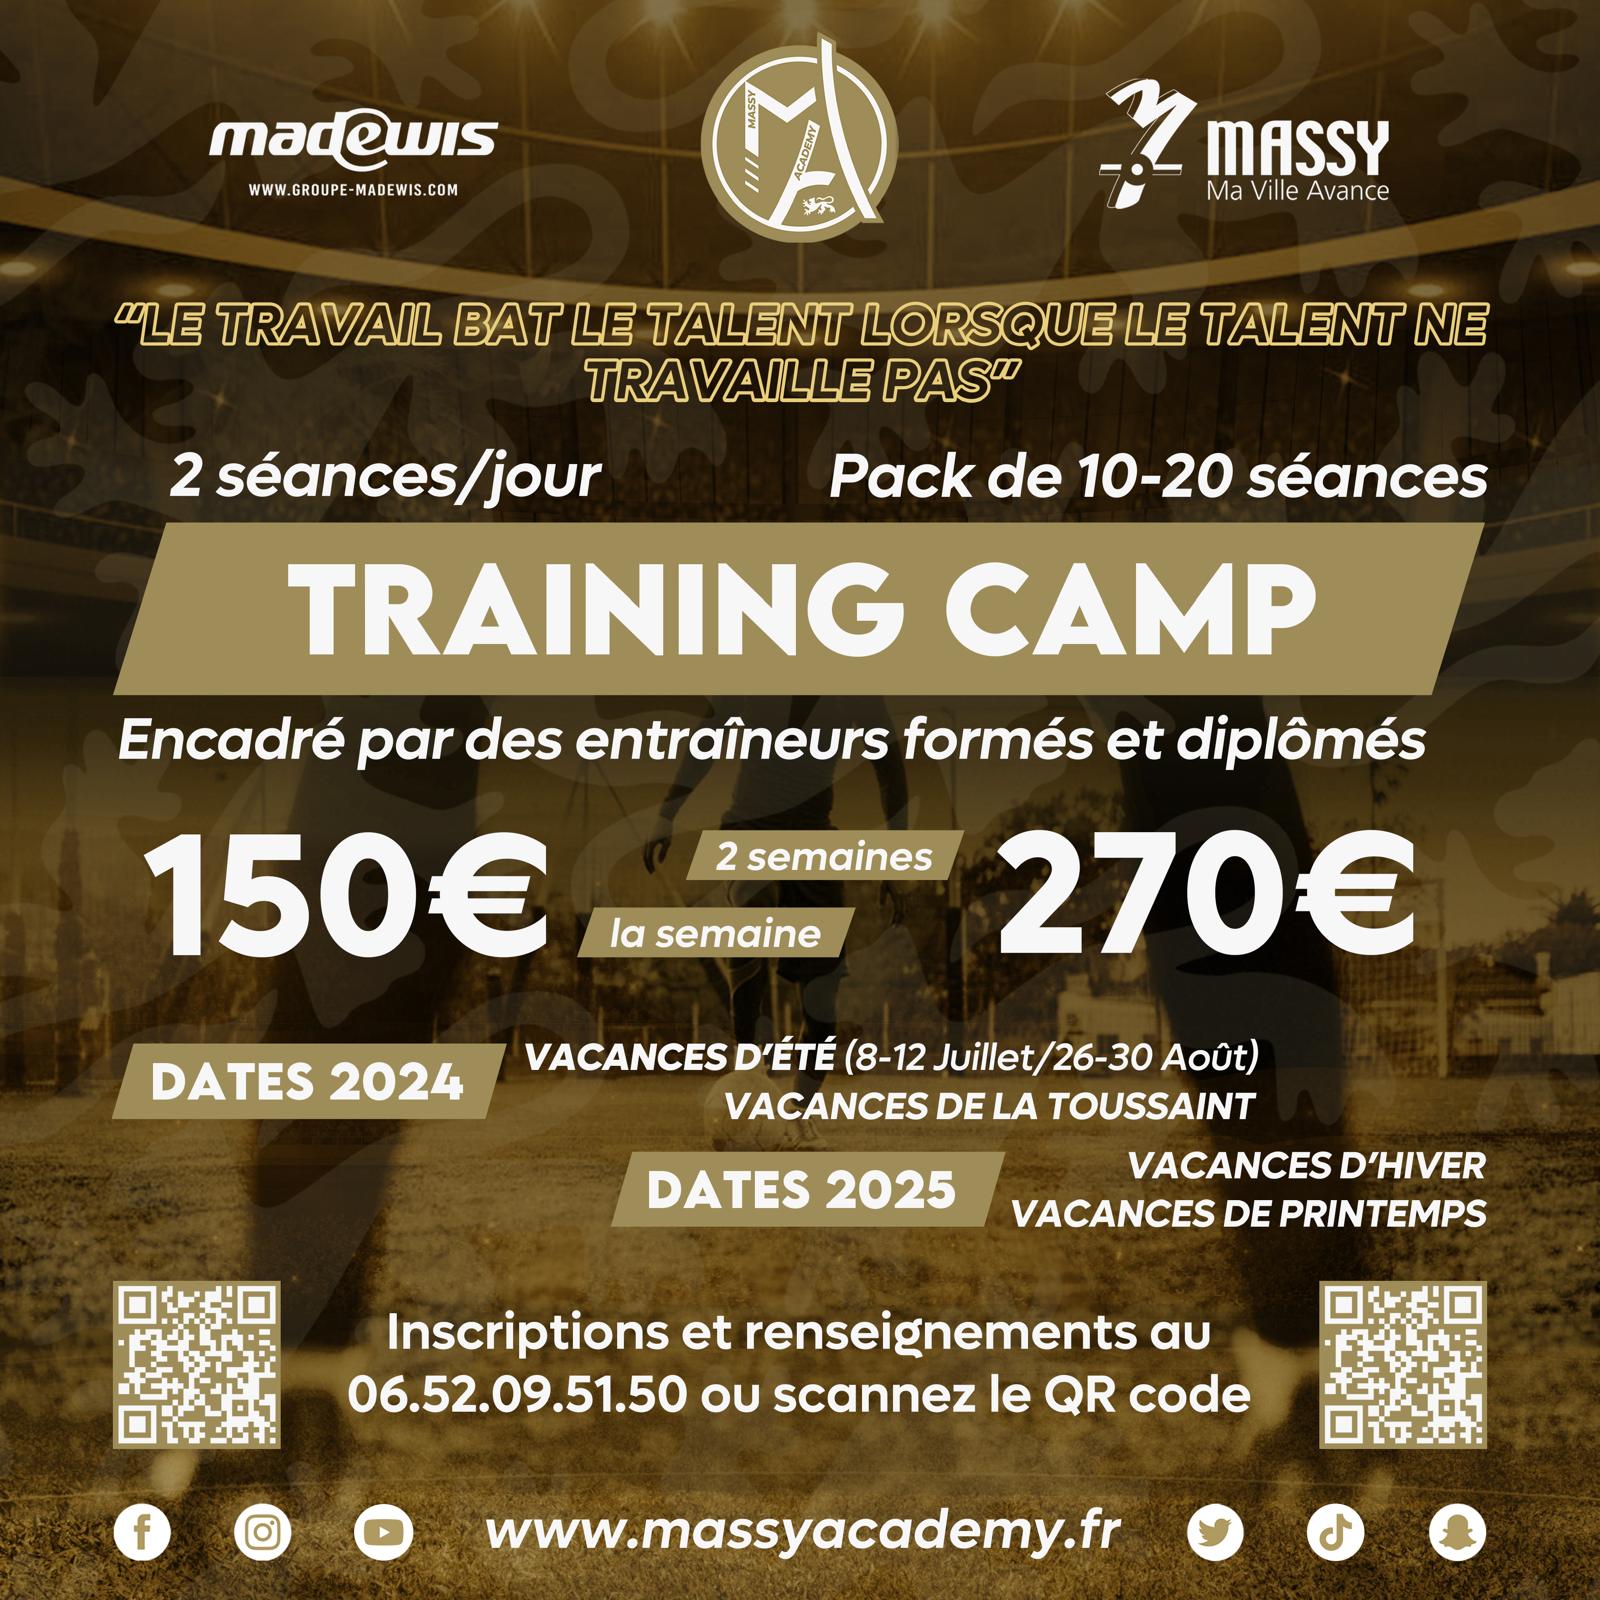 madewis
WWW.GROUPE-MADEWIS.COM
MASSY
ACADEMY
MASSY
Ma Ville Avance
"LE TRAVAIL BAT LE TALENT LORSQUE LE TALENT NE
TRAVAILLE PAS"
2 séances/jour
Pack de 10-20 séances
TRAINING CAMP
Encadré par des entraîneurs formés et diplômés
150€
2 semaines
270€
la semaine
DATES 2024
VACANCES D'ÉTÉ (8-12 Juillet/26-30 Août)
VACANCES DE LA TOUSSAINT
DATES 2025
VACANCES D'HIVER
VACANCES DE PRINTEMPS
Inscriptions et renseignements au
06.52.09.51.50 ou scannez le QR code
www.massyacademy.fr